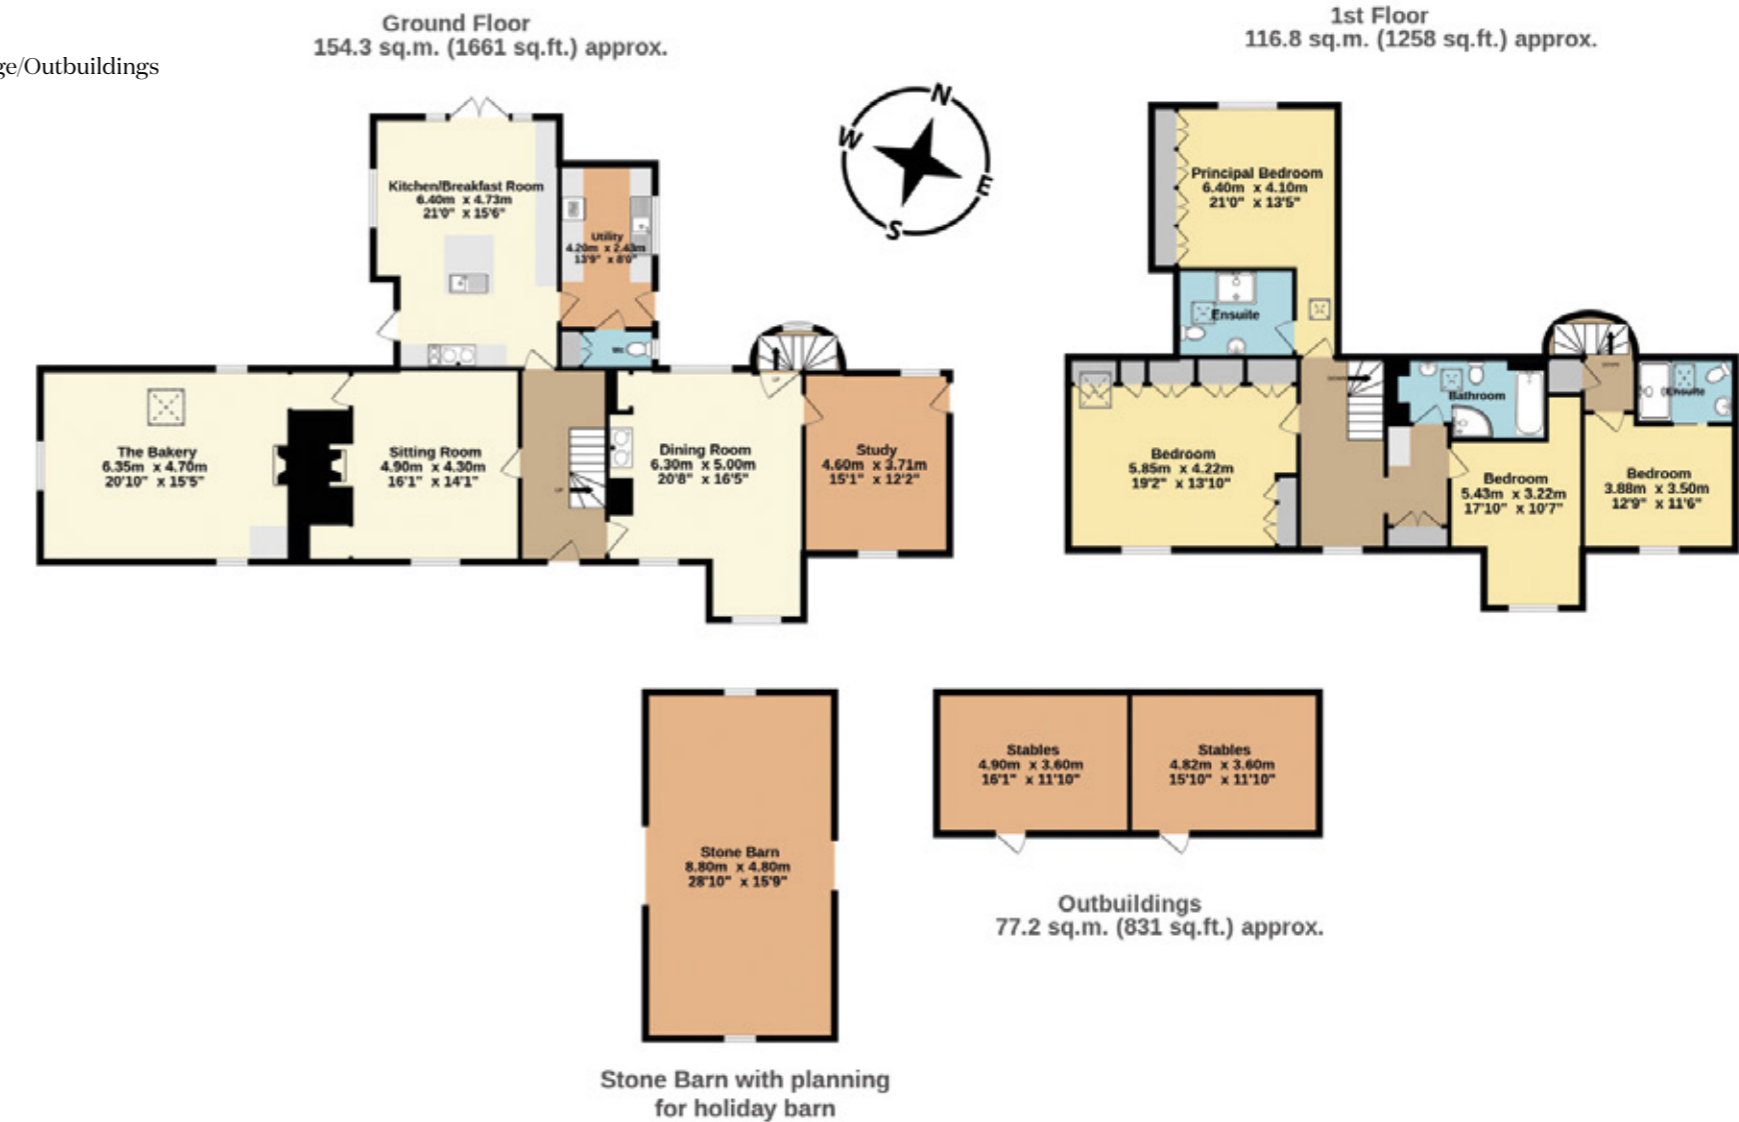 Ground Floor
154.3 sq.m. (1661 sq.ft.) approx.
1st Floor
116.8 sq.m. (1258 sq.ft.) approx.
ge/Outbuildings
N
W
E
S
Kitchen/Breakfast Room
6.40m x 4.73m
21'0" x 15'6"
Utility
4.20m x 2.43m
13'9" x 8'0"
Wc
The Bakery
6.35m x 4.70m
20'10" x 15'5"
Sitting Room
4.90m x 4.30m
16'1" x 14'1"
UP
Dining Room
6.30m x 5.00m
20'8" x 16'5"
UP
Study
4.60m x 3.71m
15'1" x 12'2"
Principal Bedroom
6.40m x 4.10m
21'0" x 13'5"
Ensuite
Bedroom
5.85m x 4.22m
19'2" x 13'10"
DOWN
Bathroom
DOWN
Ensuite
Bedroom
5.43m x 3.22m
17'10" x 10'7"
Bedroom
3.88m x 3.50m
12'9" x 11'6"
Stone Barn
8.80m x 4.80m
28'10" x 15'9"
Stables
4.90m x 3.60m
16'1" x 11'10"
Stables
4.82m x 3.60m
15'10" x 11'10"
Outbuildings
77.2 sq.m. (831 sq.ft.) approx.
Stone Barn with planning
for holiday barn